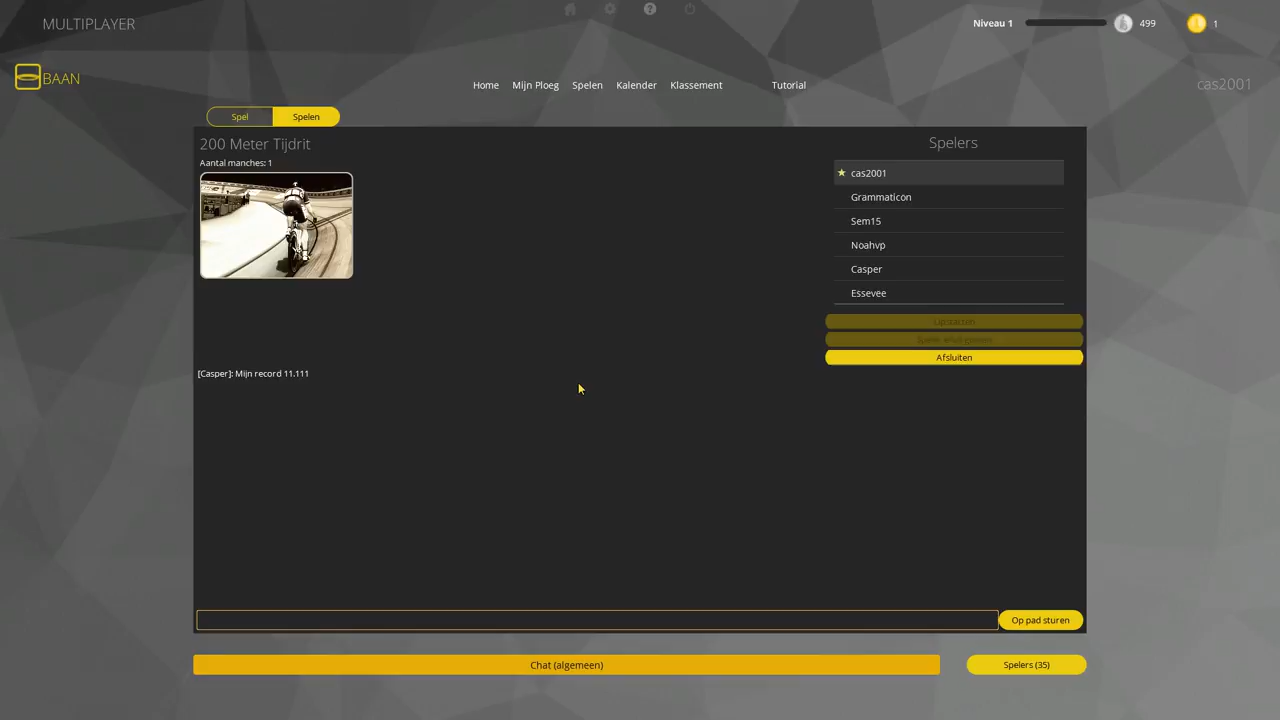 MULTIPLAYER
Niveau 1
499
1
BAAN
Home
Mijn Ploeg
Spelen
Kalender
Klassement
Tutorial
cas2001
Spel
Spelen
200 Meter Tijdrit
Aantal manches: 1
Spelers
cas2001
Grammaticon
Sem15
Noahvp
Casper
Essevee
Afsluiten
[Casper]: Mijn record 11.111
Op pad sturen
Chat (algemeen)
Spelers (35)